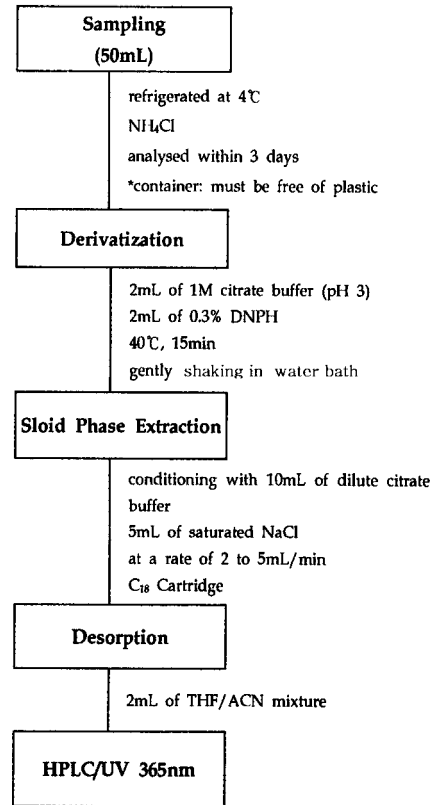 Sampling
(50mL)
refrigerated at 4℃
NH₄Cl
analysed within 3 days
*container: must be free of plastic
Derivatization
2mL of 1M citrate buffer (pH 3)
2mL of 0.3% DNPH
40℃, 15min
gently shaking in water bath
Sloid Phase Extraction
conditioning with 10mL of dilute citrate
buffer
5mL of saturated NaCl
at a rate of 2 to 5mL/min
C₁₈ Cartridge
Desorption
2mL of THF/ACN mixture
HPLC/UV 365nm